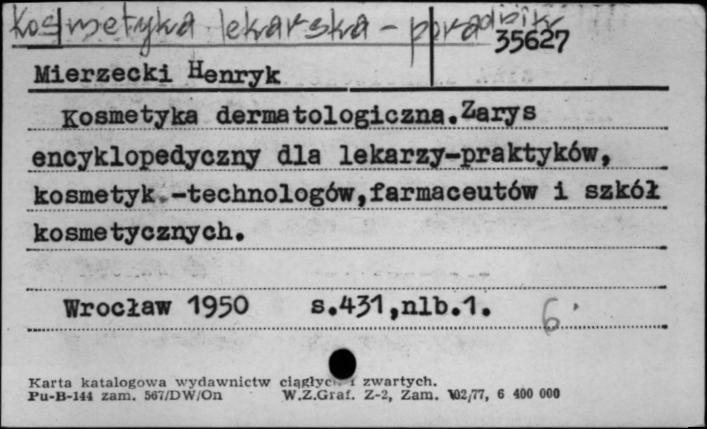 Kosmetyka lekarska - poradniki
35627
Mierzecki Henryk
Kosmetyka dermatologiczna.Zarys
encyklopedyczny dla lekarzy-praktyków,
kosmetyk.-technologów,farmaceutów i szkół
kosmetycznych.
Wrocław 1950 s.431,nlb.1.
6
Karta katalogowa wydawnictw ciągłych i zwartych.
Pu-B-144 zam. 567/DW/On W.Z.Graf. Z-2, Zam. 102/77, 6 400 000